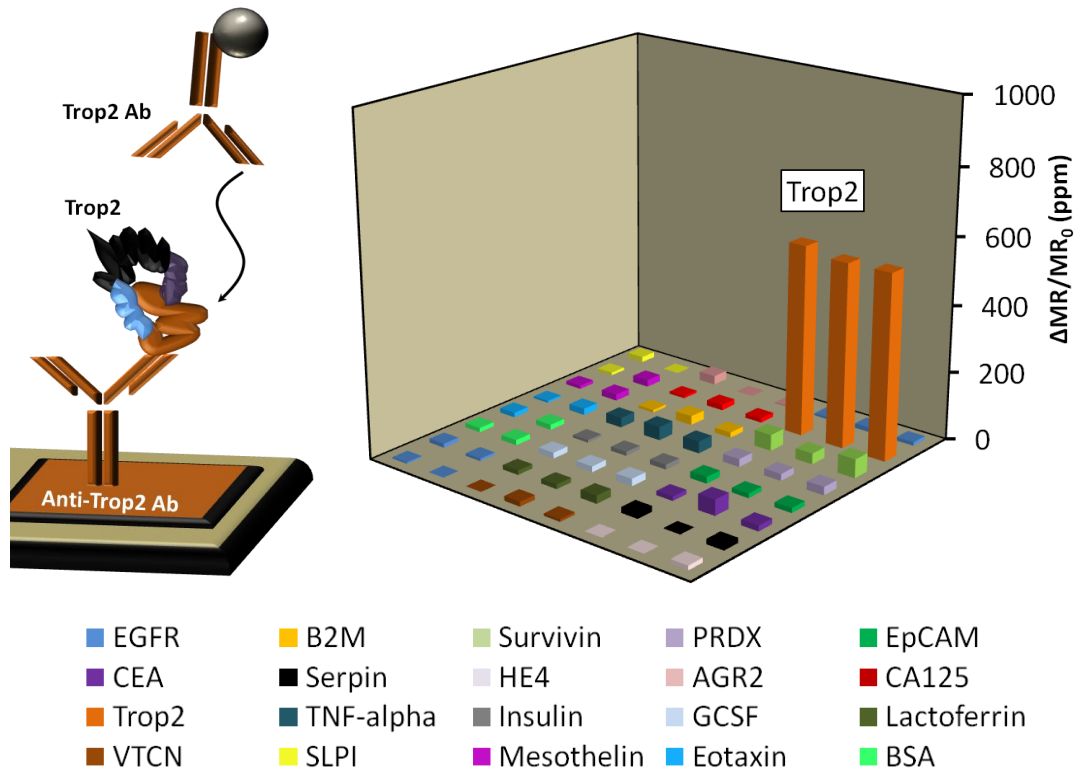 Trop2 Ab
Trop2
Anti-Trop2 Ab
Trop2
1000
800
600
400
200
0
ΔMR/MR₀ (ppm)
EGFR B2M Survivin PRDX EpCAM
CEA Serpin HE4 AGR2 CA125
Trop2 TNF-alpha Insulin GCSF Lactoferrin
VTCN SLPI Mesothelin Eotaxin BSA